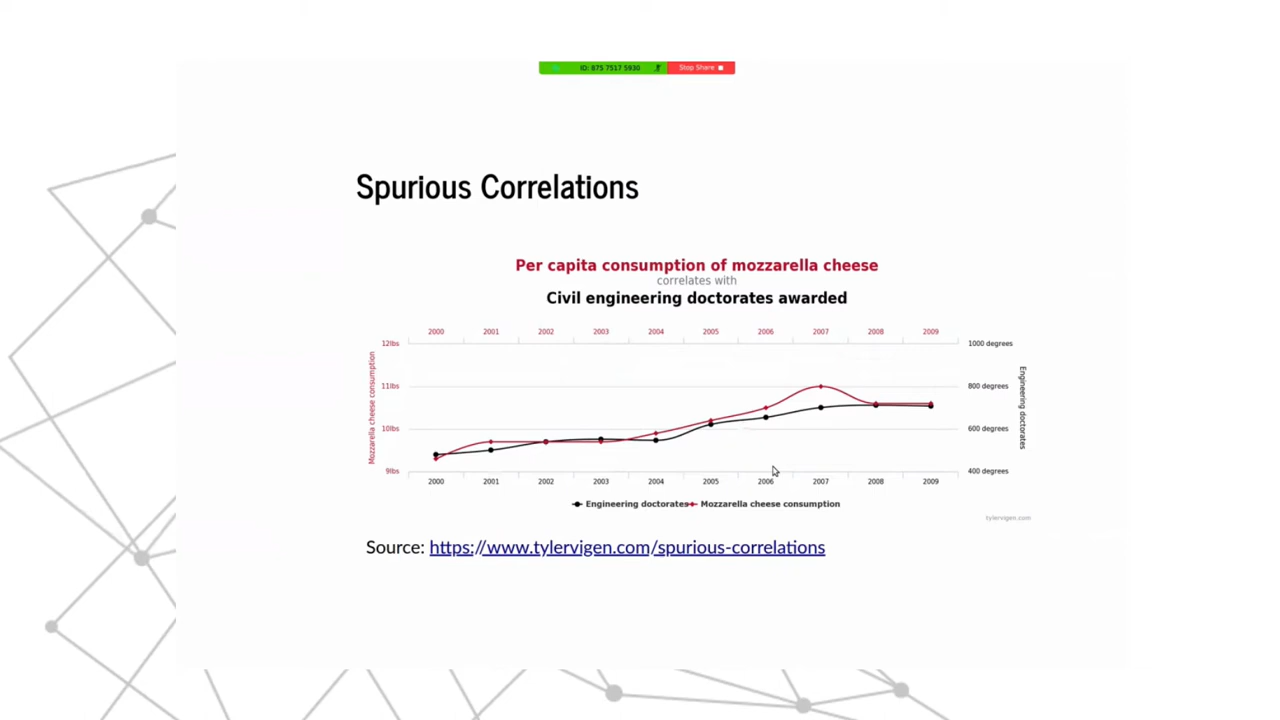 ID: 875 7517 5930 Stop Share
Spurious Correlations
Per capita consumption of mozzarella cheese
correlates with
Civil engineering doctorates awarded
2000 2001 2002 2003 2004 2005 2006 2007 2008 2009
12lbs 1000 degrees
11lbs 800 degrees
10lbs 600 degrees
9lbs 400 degrees
Mozzarella cheese consumption
Engineering doctorates
2000 2001 2002 2003 2004 2005 2006 2007 2008 2009
Engineering doctorates Mozzarella cheese consumption
tylervigen.com
Source: https://www.tylervigen.com/spurious-correlations